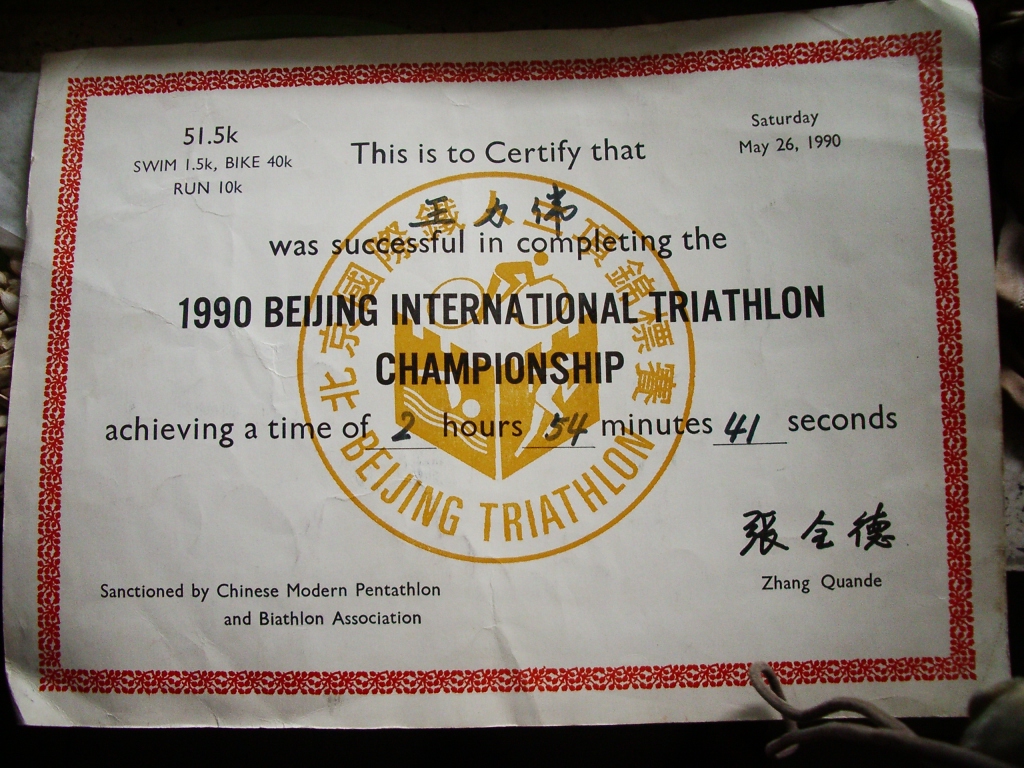 51.5k
SWIM 1.5k, BIKE 40k
RUN 10k
Saturday
May 26, 1990
This is to Certify that
王力伟
was successful in completing the
1990 BEIJING INTERNATIONAL TRIATHLON
CHAMPIONSHIP
achieving a time of 2 hours 54 minutes 41 seconds
北京國際鐵人三項錦標賽
BEIJING TRIATHLON
張全德
Zhang Quande
Sanctioned by Chinese Modern Pentathlon
and Biathlon Association